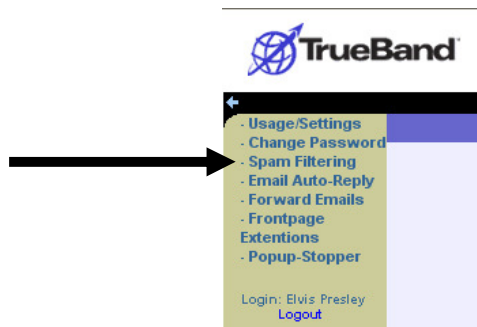 TrueBand
- Usage/Settings
- Change Password
- Spam Filtering
- Email Auto-Reply
- Forward Emails
- Frontpage
Extentions
- Popup-Stopper
Login: Elvis Presley
Logout